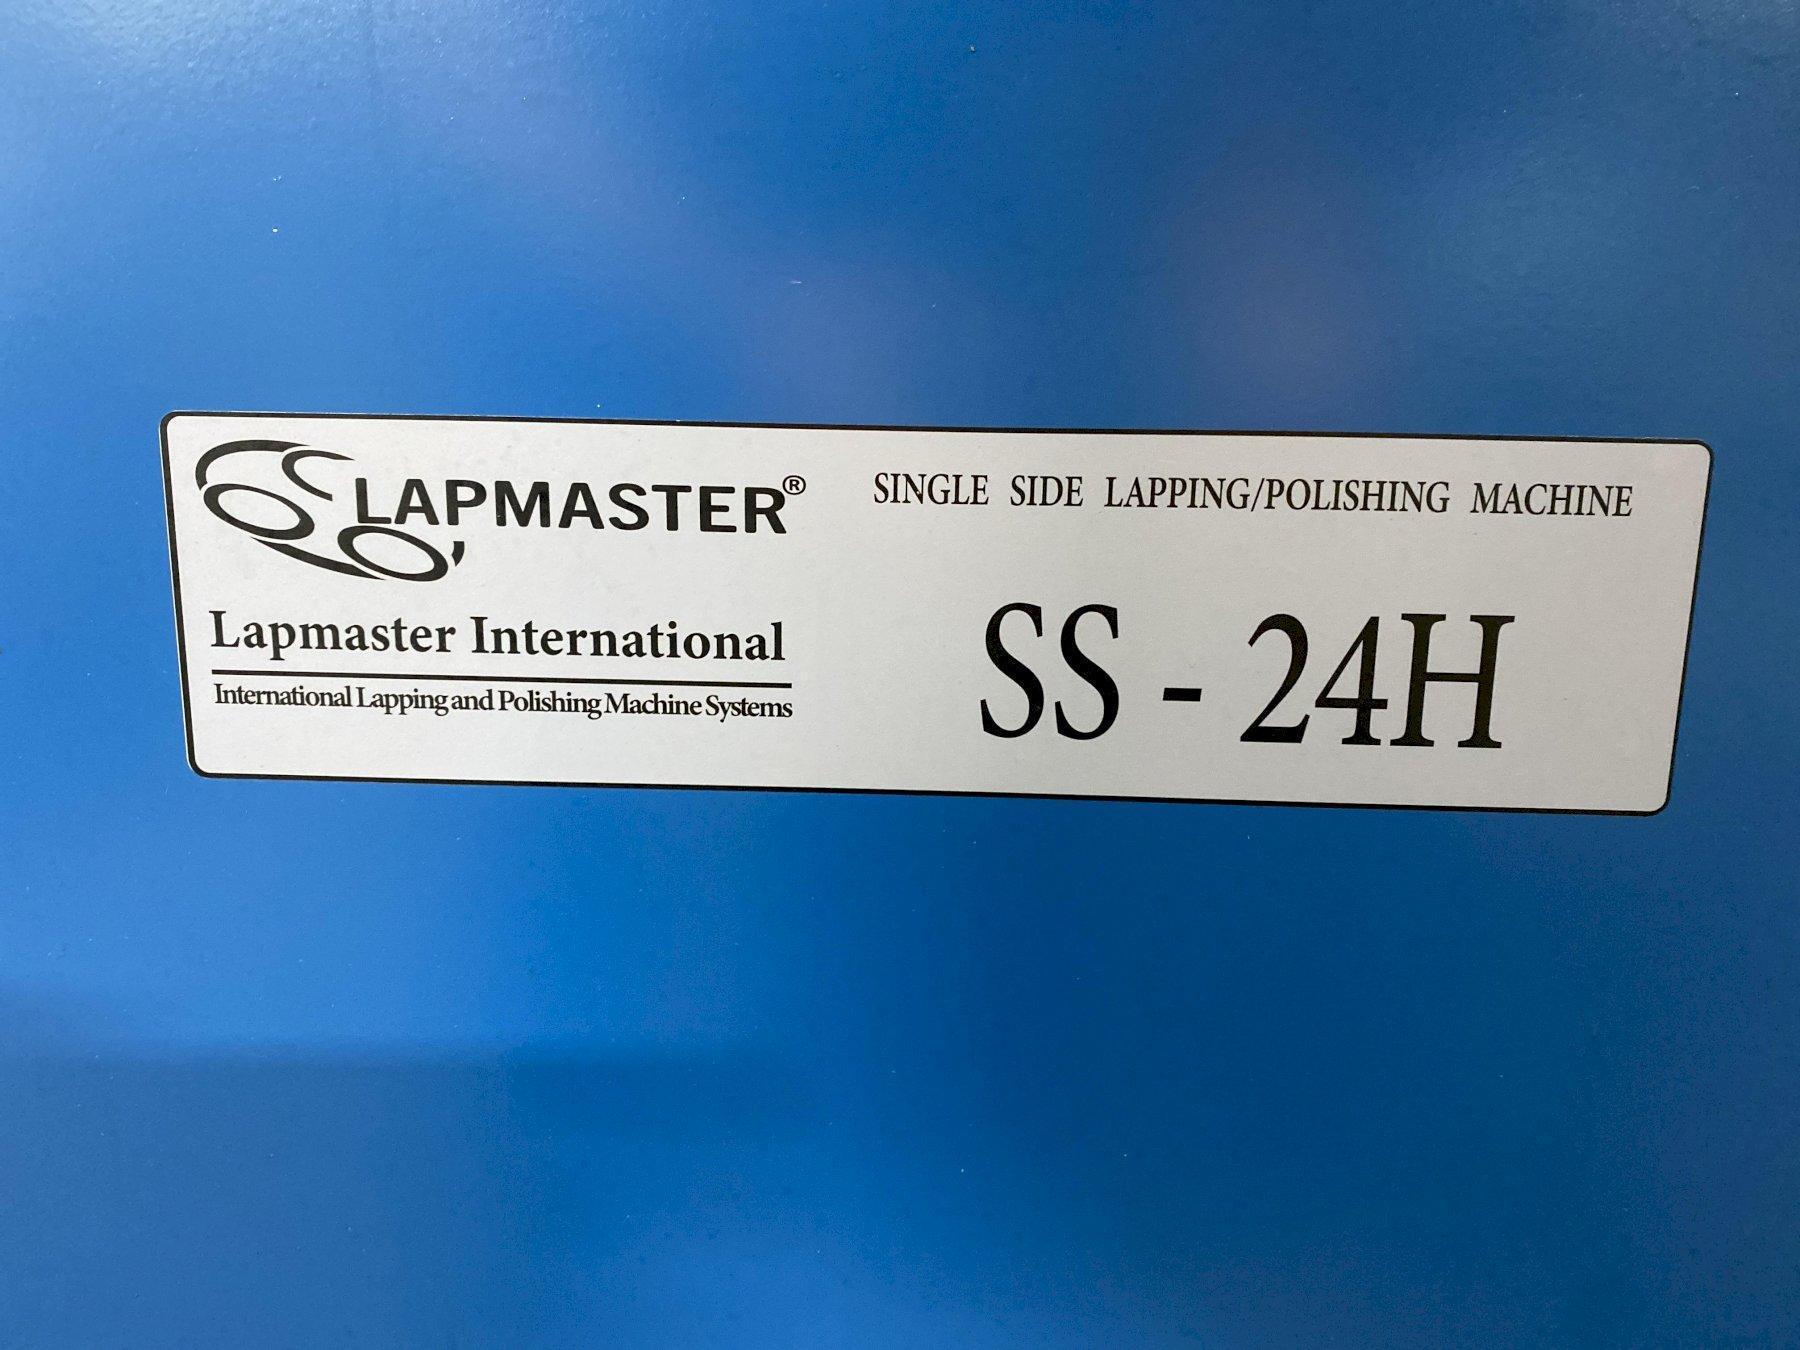 LAPMASTER®
Lapmaster International
International Lapping and Polishing Machine Systems
SINGLE SIDE LAPPING/POLISHING MACHINE
SS - 24H